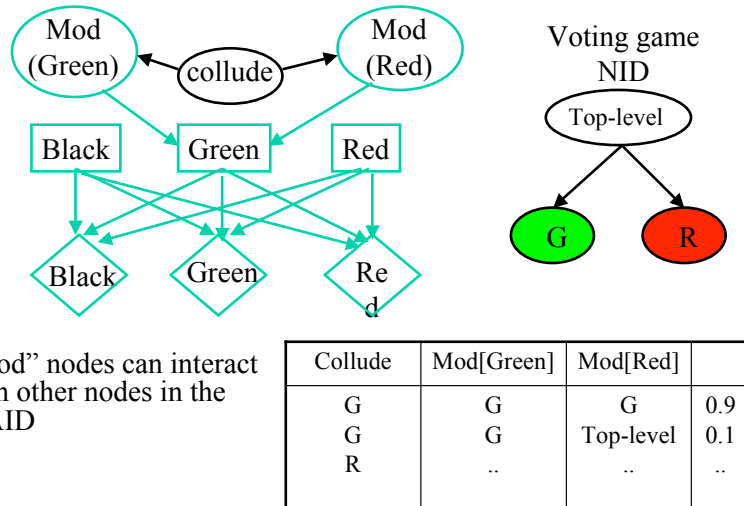 Mod
(Green)
collude
Mod
(Red)
Voting game
NID
Top-level
G
R
Black
Green
Red
Black
Green
Re
d
od” nodes can interact
other nodes in the
Collude Mod[Green] Mod[Red]
G G G 0.9
G G Top-level 0.1
R .. .. ..